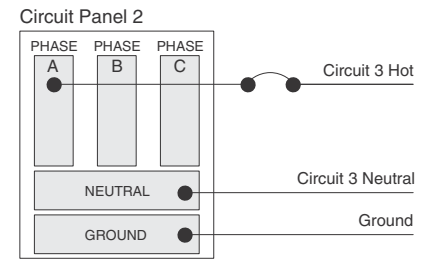 Circuit Panel 2
PHASE PHASE PHASE
A B C
Circuit 3 Hot
NEUTRAL
Circuit 3 Neutral
GROUND
Ground